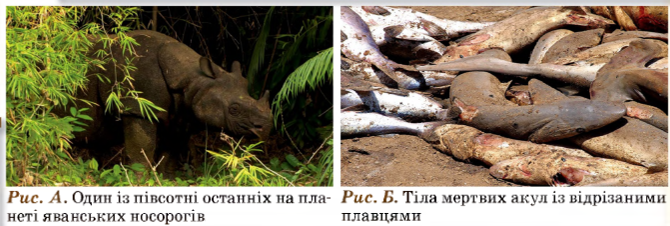 Рис. А. Один із півсотні останніх на пла-
неті яванських носорогів
Рис. Б. Тіла мертвих акул із відрізаними
плавцями